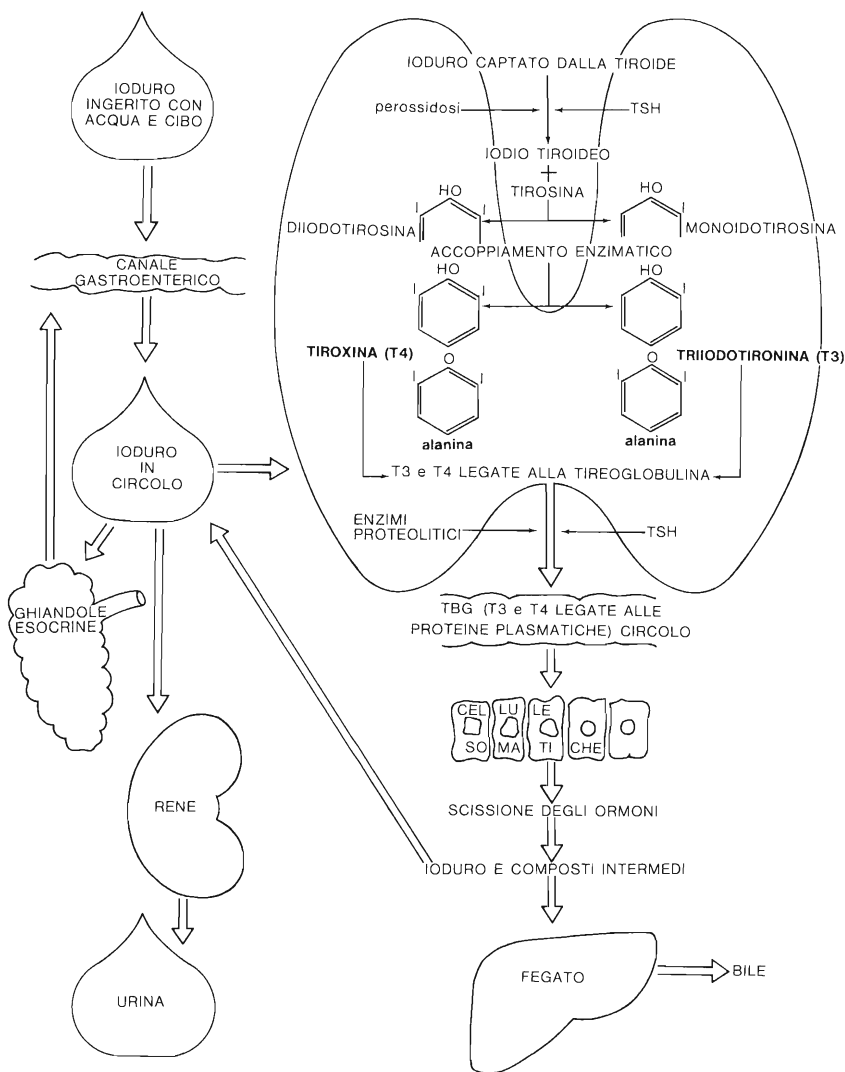 IODURO
INGERITO CON
ACQUA E CIBO
CANALE
GASTROENTERICO
IODURO
IN
CIRCOLO
GHIANDOLE
ESOCRINE
RENE
URINA
IODURO CAPTATO DALLA TIROIDE
perossidosi
TSH
IODIO TIROIDEO
+
TIROSINA
HO
I I
DIIODOTIROSINA
HO
I
MONOIDOTIROSINA
ACCOPPIAMENTO ENZIMATICO
HO
I I
HO
I
TIROXINA (T4)
O
O
TRIIODOTIRONINA (T3)
I I
I I
alanina
alanina
T3 e T4 LEGATE ALLA TIREOGLOBULINA
ENZIMI
PROTEOLITICI
TSH
TBG (T3 e T4 LEGATE ALLE
PROTEINE PLASMATICHE) CIRCOLO
CEL LU LE
SO MA TI CHE
SCISSIONE DEGLI ORMONI
IODURO E COMPOSTI INTERMEDI
FEGATO
BILE